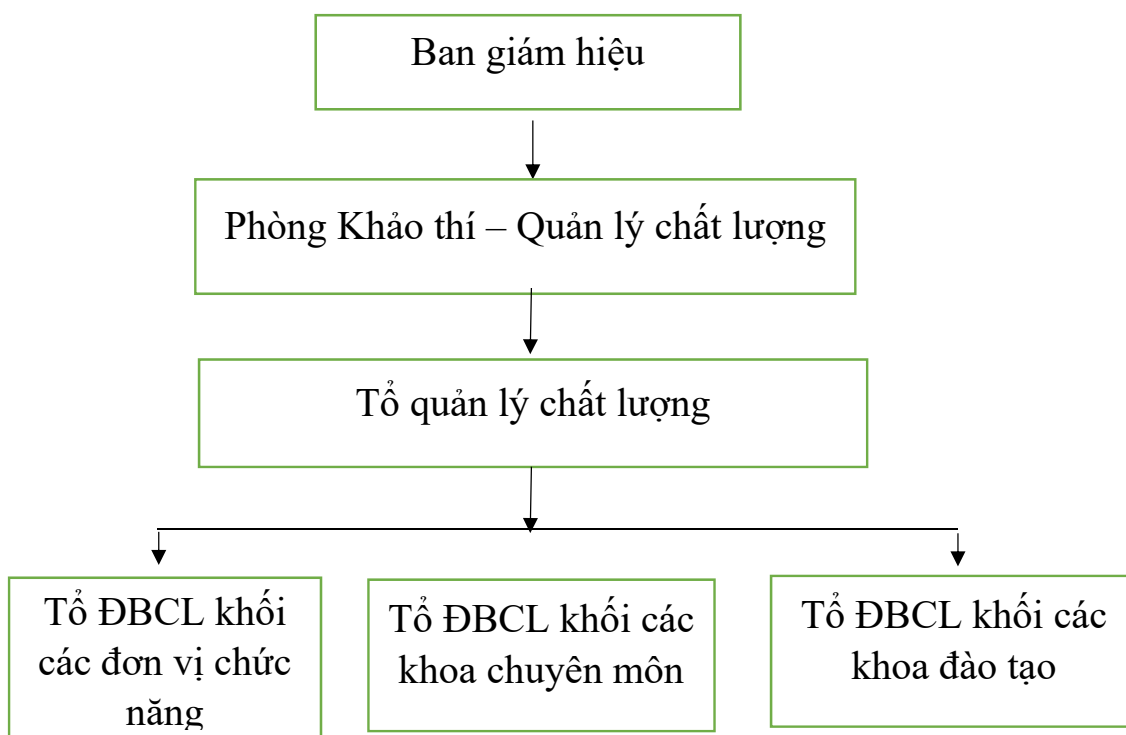 Ban giám hiệu
Phòng Khảo thí – Quản lý chất lượng
Tổ quản lý chất lượng
Tổ ĐBCL khối
các đơn vị chức
năng
Tổ ĐBCL khối các
khoa chuyên môn
Tổ ĐBCL khối các
khoa đào tạo